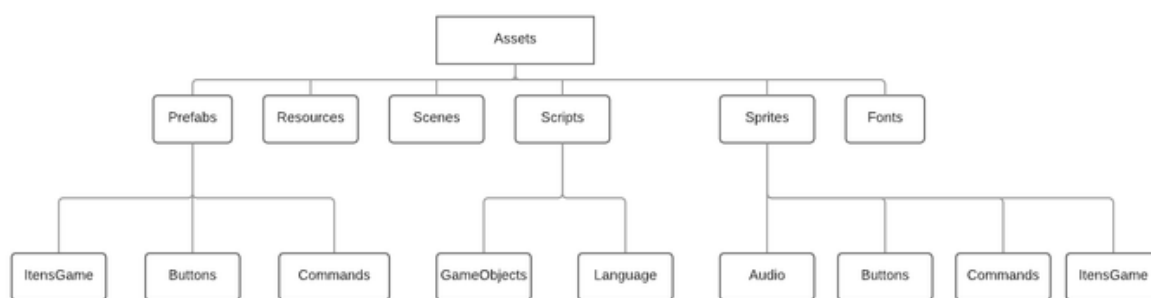 Assets
Prefabs
Resources
Scenes
Scripts
Sprites
Fonts
ItensGame
Buttons
Commands
GameObjects
Language
Audio
Buttons
Commands
ItensGame